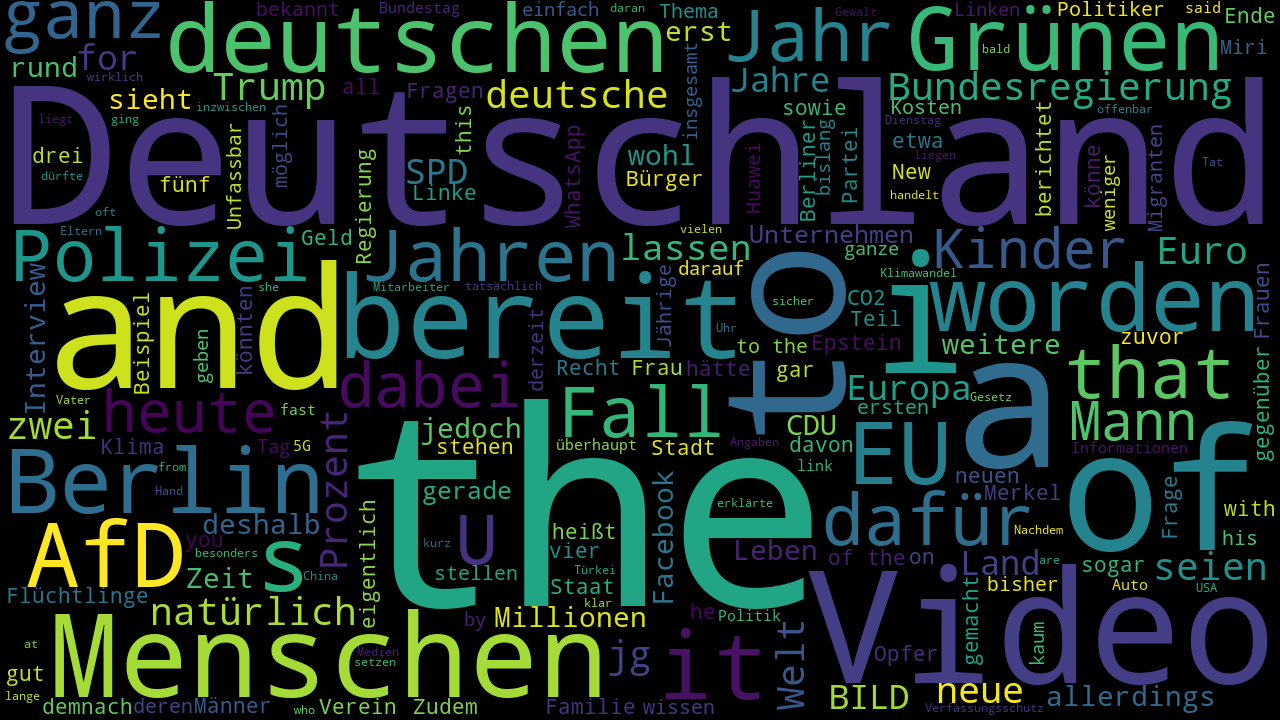 ganz
bekannt
Bundestag
einfach
daran
Thema
said
Politiker
Linken
Gewalt
Ende
deutschen
erst
Jahr
Grünen
bald
Miri
rund
for
wirklich
Trump
all
Fragen
deutsche
insgesamt
Jahre
Bundesregierung
sieht
inzwischen
sowie
Kosten
offenbar
Deutschland
liegt
ging
möglich
this
Dienstag
drei
Unfassbar
Regierung
SPD
WhatsApp
wohl
Huawei
Berliner
bislang
Partei
etwa
liegen
berichtet
könne
weniger
Migranten
Tat
dürfte
fünf
Linke
Bürger
New
handelt
oft
Eltern
Polizei
Geld
Jahren
lassen
vielen
Unternehmen
ganze
Kinder
Euro
Interview
she
Mitarbeiter
tatsächlich
darauf
Klimawandel
and
Beispiel
geben
könnten
bereit
derzeit
Jährige
Uhr
sicher
to
CO2
Teil
i
worden
Frauen
to the
Epstein
weitere
zuvor
Vater
dabei
Recht
Frau
hätte
gar
Europa
Gesetz
a
that
gegenüber
heute
fast
Fall
ersten
zwei
Klima
Tag
5G
Prozent
jedoch
stehen
überhaupt
Stadt
Angaben
CDU
davon
link
EU
Mann
Informationen
Berlin
from
Hand
the
gerade
Facebook
erklärte
neuen
Merkel
of
Frage
with
AfD
deshalb
you
besonders
eigentlich
U
kurz
heißt
vier
dafür
Nachdem
his
Leben
of the
on
Land
are
sogar
seien
Flüchtlinge
Zeit
s
China
stellen
Türkei
Staat
klar
bisher
Auto
USA
natürlich
by
Millionen
he
Politik
Welt
Video
gemacht
kaum
at
Menschen
Medien
setzen
jg
it
Opfer
gut
lange
demnach
deren
Männer
who
Verein
Zudem
Familie
wissen
BILD
neue
Verfassungsschutz
allerdings